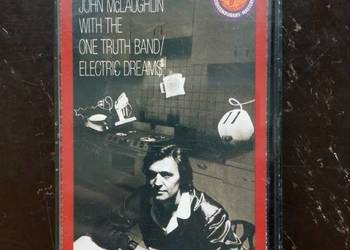 JOHN McLAUGHLIN
WITH THE
ONE TRUTH BAND/
ELECTRIC DREAMS